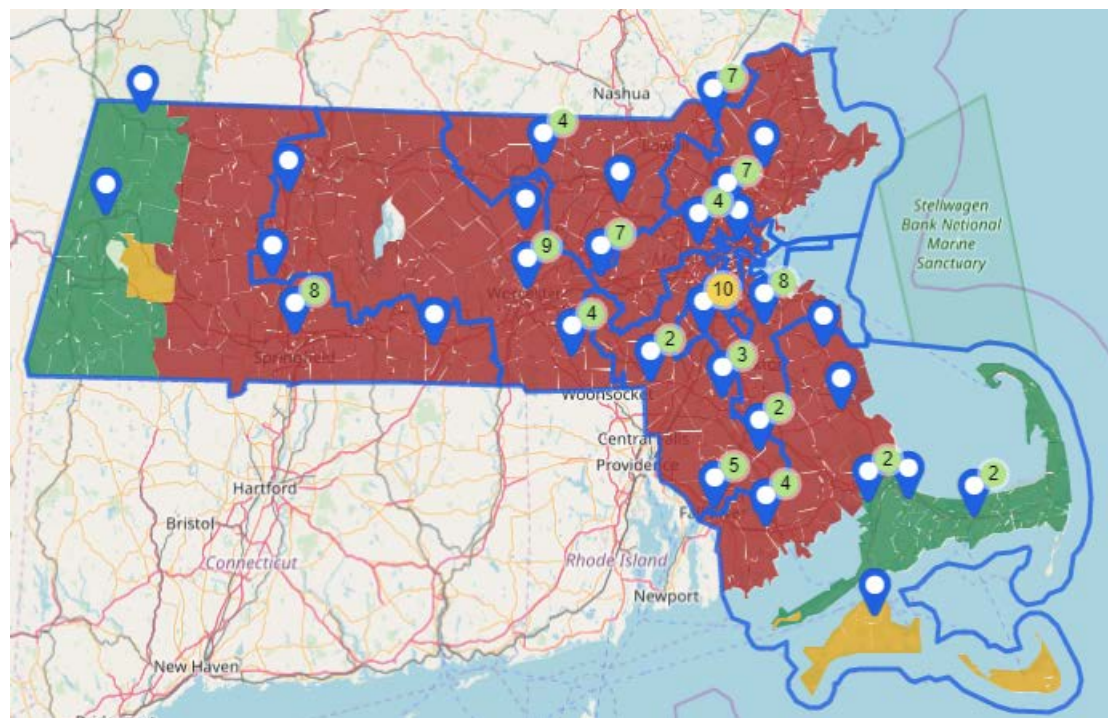 7
Nashua
4
Lowell
7
4
Stellwagen
Bank National
Marine
Sanctuary
9
7
Worcester
8
10
8
4
Springfield
2
3
Woonsocket
2
Central Falls
Providence
2
2
5
4
Hartford
Bristol
Connecticut
Rhode Island
Newport
New Haven